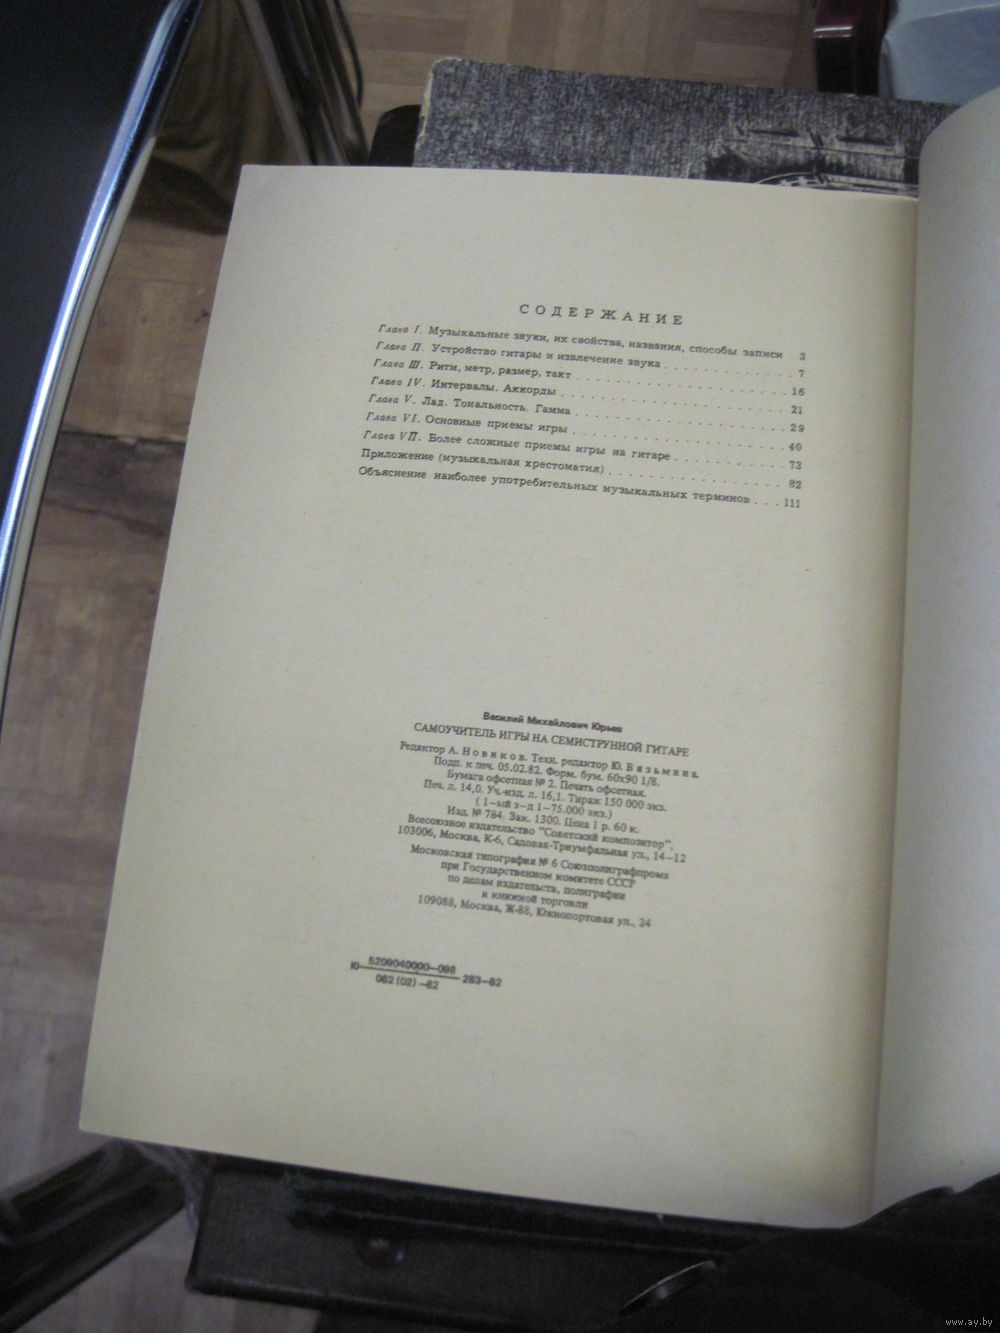 СОДЕРЖАНИЕ
Глава I. Музыкальные звуки, их свойства, названия, способы записи 3
Глава II. Устройство гитары и извлечение звука . . . . . . . . . . . . 7
Глава III. Ритм, метр, размер, такт . . . . . . . . . . . . . . . . . . . 16
Глава IV. Интервалы. Аккорды . . . . . . . . . . . . . . . . . . . . 21
Глава V. Лад. Тональность. Гамма . . . . . . . . . . . . . . . . . . . 29
Глава VI. Основные приемы игры . . . . . . . . . . . . . . . . . . . 40
Глава VII. Более сложные приемы игры на гитаре . . . . . . . . . . 73
Приложение (музыкальная хрестоматия) . . . . . . . . . . . . . . . 82
Объяснение наиболее употребительных музыкальных терминов . . . 111
Василий Михайлович Юрьев
САМОУЧИТЕЛЬ ИГРЫ НА СЕМИСТРУННОЙ ГИТАРЕ
Редактор А. Новиков. Техн. редактор Ю. Вязьмина.
Подп. к печ. 05.02.82. Форм. бум. 60х90 1/8.
Бумага офсетная № 2. Печать офсетная.
Печ. л. 14,0. Уч.-изд. л. 16,1. Тираж 150 000 экз.
( 1-ый з-д 1-75.000 экз.)
Изд. № 784. Зак. 1300. Цена 1 р. 60 к.
Всесоюзное издательство "Советский композитор",
103006, Москва, К-6, Садовая-Триумфальная ул., 14-12
Московская типография № 6 Союзполиграфпрома
при Государственном комитете СССР
по делам издательств, полиграфии
и книжной торговли
109088, Москва, Ж-88, Южнопортовая ул., 24
5209040000-098
Ю- 283-82
082 (02) -82
www.ay.by